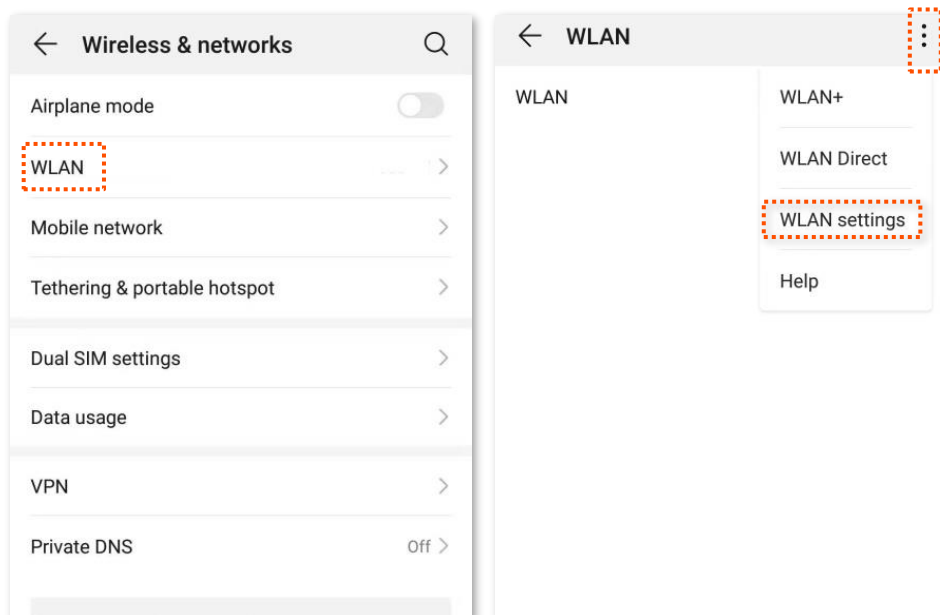 Wireless & networks
Airplane mode
WLAN
Mobile network
Tethering & portable hotspot
Dual SIM settings
Data usage
VPN
Private DNS Off
WLAN
WLAN
WLAN+
WLAN Direct
WLAN settings
Help